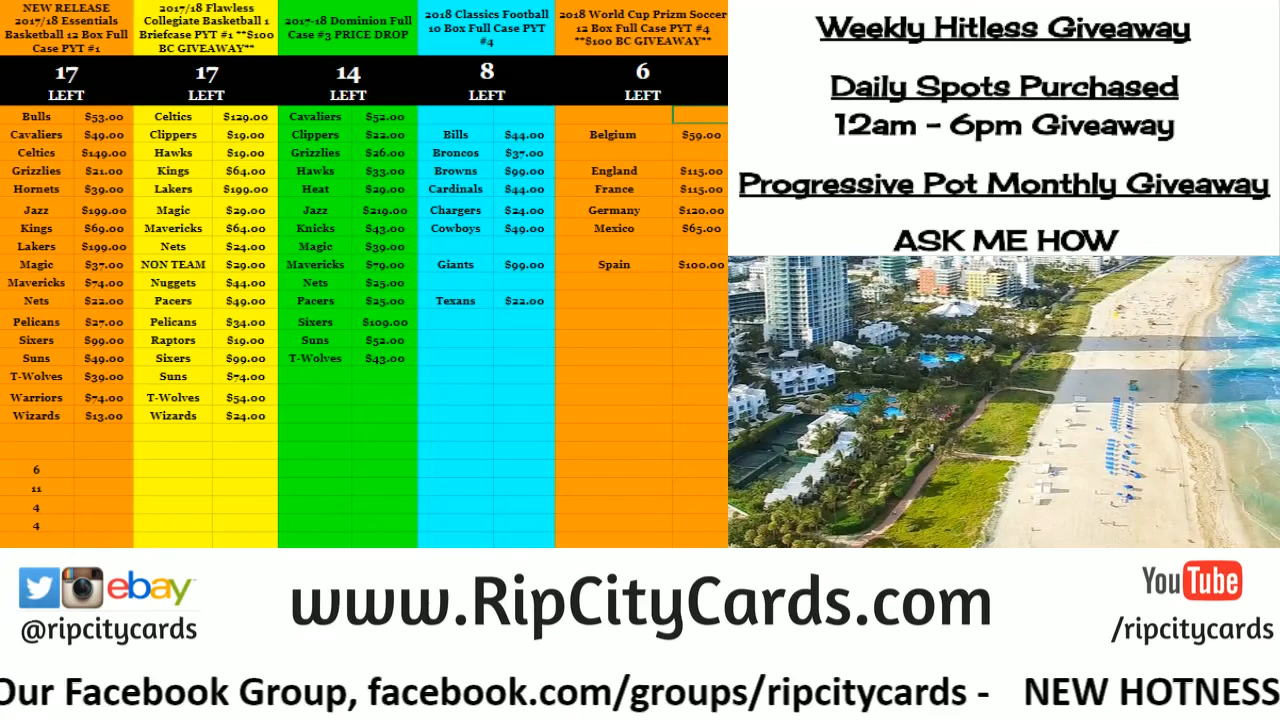 NEW RELEASE
2017/18 Essentials
Basketball 12 Box Full
Case PYT #1
17
LEFT
Bulls $53.00
Cavaliers $49.00
Celtics $149.00
Grizzlies $21.00
Hornets $39.00
Jazz $199.00
Kings $69.00
Lakers $199.00
Magic $37.00
Mavericks $74.00
Nets $22.00
Pelicans $27.00
Sixers $99.00
Suns $49.00
T-Wolves $39.00
Warriors $74.00
Wizards $13.00
6
11
4
4
2017/18 Flawless
Collegiate Basketball 1
Briefcase PYT #1 **$100
BC GIVEAWAY**
17
LEFT
Celtics $129.00
Clippers $19.00
Hawks $19.00
Kings $64.00
Lakers $199.00
Magic $29.00
Mavericks $64.00
Nets $24.00
NON TEAM $29.00
Nuggets $44.00
Pacers $49.00
Pelicans $34.00
Raptors $19.00
Sixers $99.00
Suns $74.00
T-Wolves $54.00
Wizards $24.00
2017-18 Dominion Full
Case #3 PRICE DROP
14
LEFT
Cavaliers $52.00
Clippers $22.00
Grizzlies $26.00
Hawks $33.00
Heat $29.00
Jazz $219.00
Knicks $43.00
Magic $39.00
Mavericks $79.00
Nets $25.00
Pacers $25.00
Sixers $109.00
Suns $52.00
T-Wolves $43.00
2018 Classics Football
10 Box Full Case PYT
#4
8
LEFT
Bills $44.00
Broncos $37.00
Browns $99.00
Cardinals $44.00
Chargers $24.00
Cowboys $49.00
Giants $99.00
Texans $22.00
2018 World Cup Prizm Soccer
12 Box Full Case PYT #4
**$100 BC GIVEAWAY**
6
LEFT
Belgium $59.00
England $115.00
France $115.00
Germany $120.00
Mexico $65.00
Spain $100.00
Weekly Hitless Giveaway
Daily Spots Purchased
12am - 6pm Giveaway
Progressive Pot Monthly Giveaway
ASK ME HOW
ebay
@ripcitycards
www.RipCityCards.com
YouTube
/ripcitycards
Our Facebook Group, facebook.com/groups/ripcitycards - NEW HOTNESS